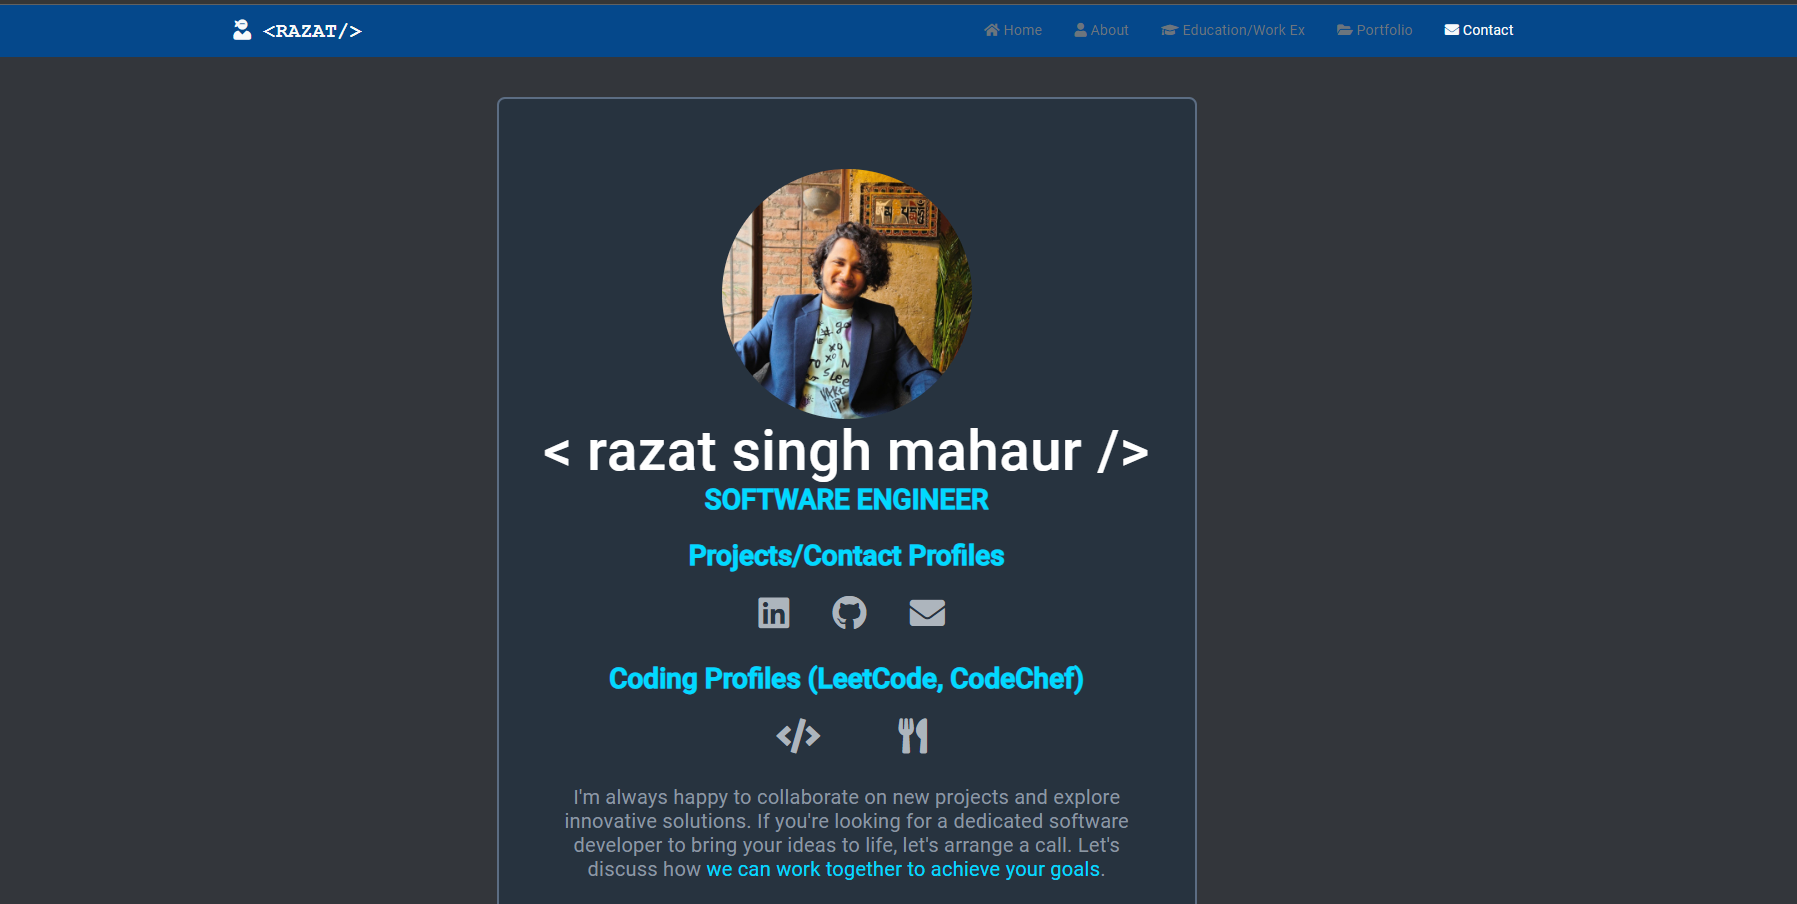 <RAZAT/>
Home
About
Education/Work Ex
Portfolio
Contact
< razat singh mahaur />
SOFTWARE ENGINEER
Projects/Contact Profiles
in
Coding Profiles (LeetCode, CodeChef)
</>
I'm always happy to collaborate on new projects and explore
innovative solutions. If you're looking for a dedicated software
developer to bring your ideas to life, let's arrange a call. Let's
discuss how we can work together to achieve your goals.